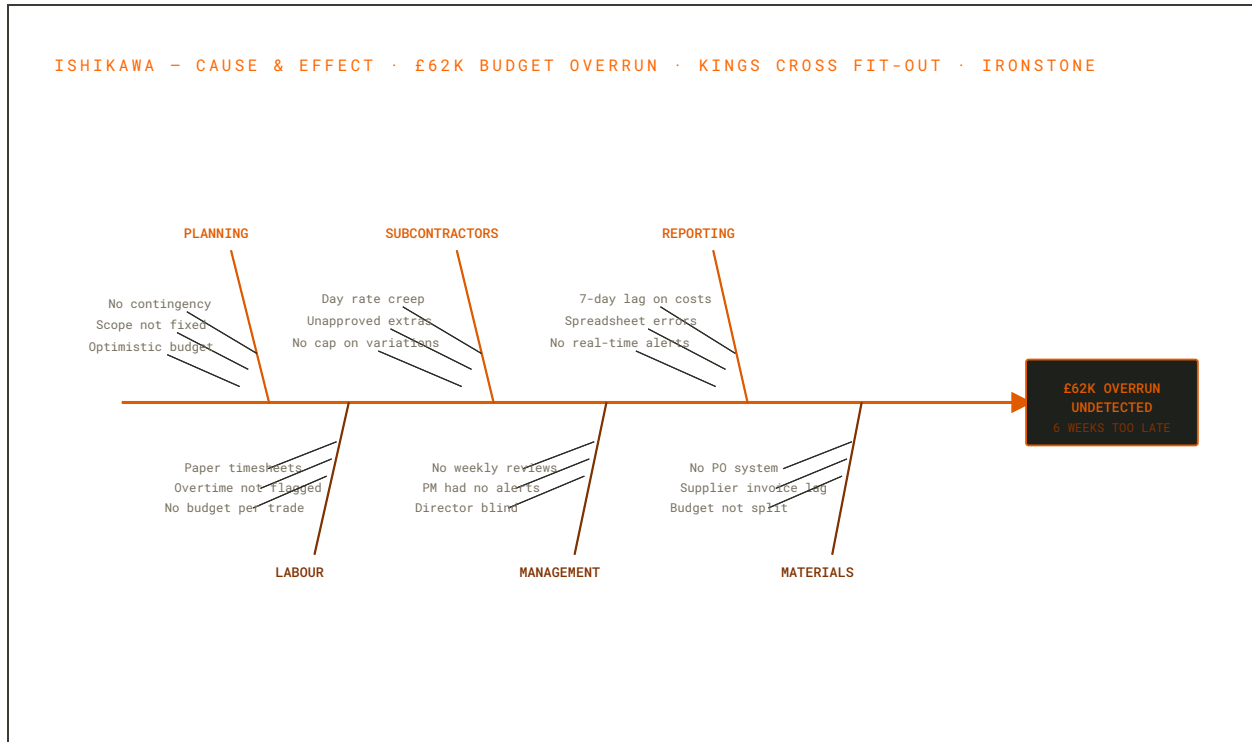 ISHIKAWA — CAUSE & EFFECT · £62K BUDGET OVERRUN · KINGS CROSS FIT-OUT · IRONSTONE
PLANNING
No contingency
Scope not fixed
Optimistic budget
SUBCONTRACTORS
Day rate creep
Unapproved extras
No cap on variations
REPORTING
7-day lag on costs
Spreadsheet errors
No real-time alerts
£62K OVERRUN
UNDETECTED
6 WEEKS TOO LATE
Paper timesheets
Overtime not flagged
No budget per trade
LABOUR
No weekly reviews
PM had no alerts
Director blind
MANAGEMENT
No PO system
Supplier invoice lag
Budget not split
MATERIALS